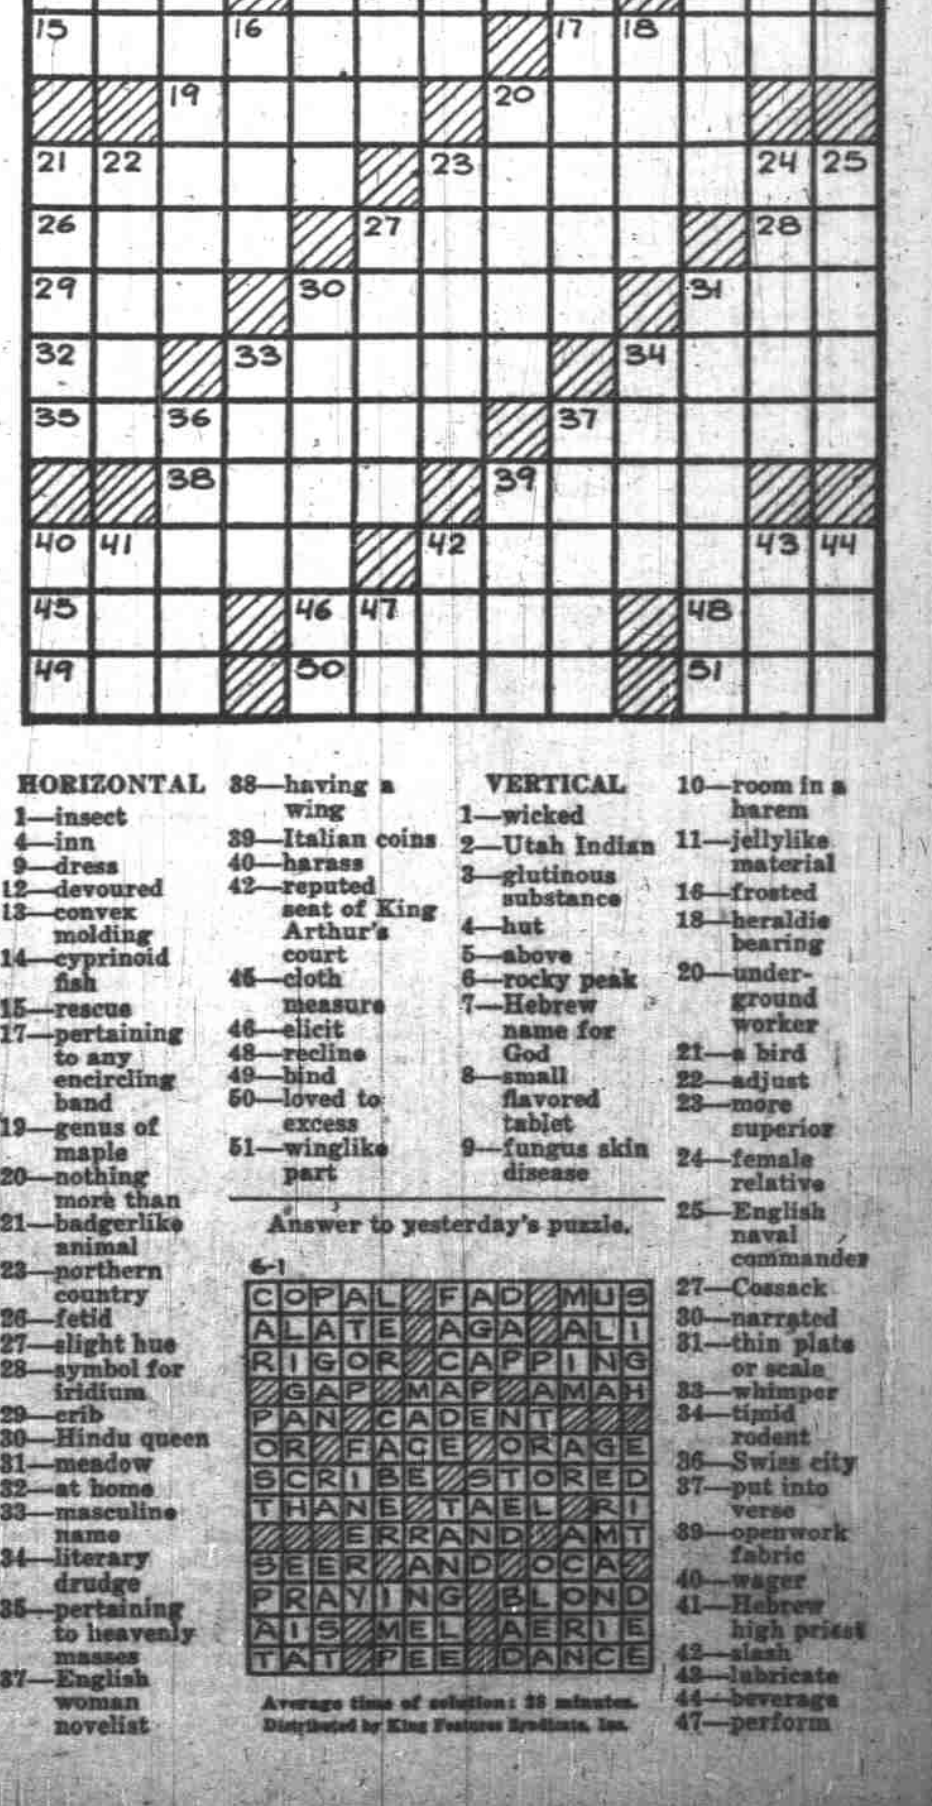 15 16 17 18
19 20
21 22 23 24 25
26 27 28
29 30 31
32 33 34
35 36 37
38 39
40 41 42 43 44
45 46 47 48
49 50 51
HORIZONTAL
1—insect
4—inn
9—dress
12—devoured
13—convex
molding
14—cyprinoid
fish
15—rescue
17—pertaining
to any
encircling
band
19—genus of
maple
20—nothing
more than
21—badgerlike
animal
23—northern
country
26—fetid
27—slight hue
28—symbol for
iridium
29—crib
30—Hindu queen
31—meadow
32—at home
33—masculine
name
34—literary
drudge
35—pertaining
to heavenly
masses
37—English
woman
novelist
38—having a
wing
39—Italian coins
40—harass
42—reputed
seat of King
Arthur's
court
45—cloth
measure
46—elicit
48—recline
49—bind
50—loved to
excess
51—winglike
part
VERTICAL
1—wicked
2—Utah Indian
3—glutinous
substance
4—hut
5—above
6—rocky peak
7—Hebrew
name for
God
8—small
flavored
tablet
9—fungus skin
disease
10—room in a
harem
11—jellylike
material
16—frosted
18—heraldic
bearing
20—under-
ground
worker
21—a bird
22—adjust
23—more
superior
24—female
relative
25—English
naval
commander
27—Cossack
30—narrated
31—thin plate
or scale
33—whimper
34—timid
rodent
36—Swiss city
37—put into
verse
39—openwork
fabric
40—wager
41—Hebrew
high priest
42—slash
43—lubricate
44—beverage
47—perform
Answer to yesterday's puzzle.
6-1
COPAL FAD MUS
ALATE AGA ALI
RIGOR CAPPING
GAP MAP AMAH
PAN CADENT
OR FACE ORAGE
SCRIBE STORED
THANE TAEL RI
ERRAND AMT
SEER AND OCA
PRAYING BLOND
AIS MEL AERIE
TAT PEE DANCE
Average time of solution: 28 minutes.
Distributed by King Features Syndicate, Inc.